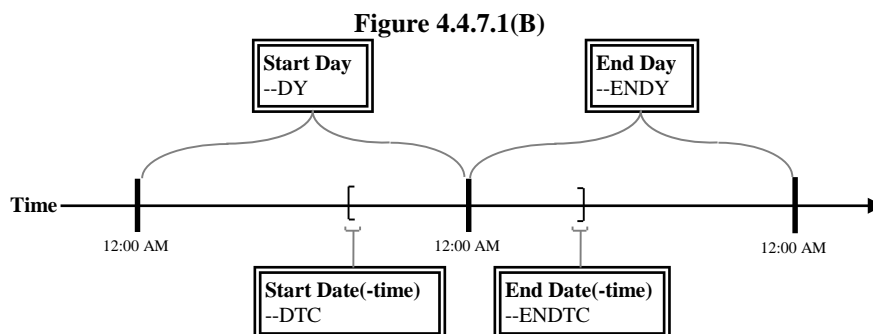 Figure 4.4.7.1(B)
Start Day
--DY
End Day
--ENDY
Time
12:00 AM
12:00 AM
12:00 AM
Start Date(-time)
--DTC
End Date(-time)
--ENDTC